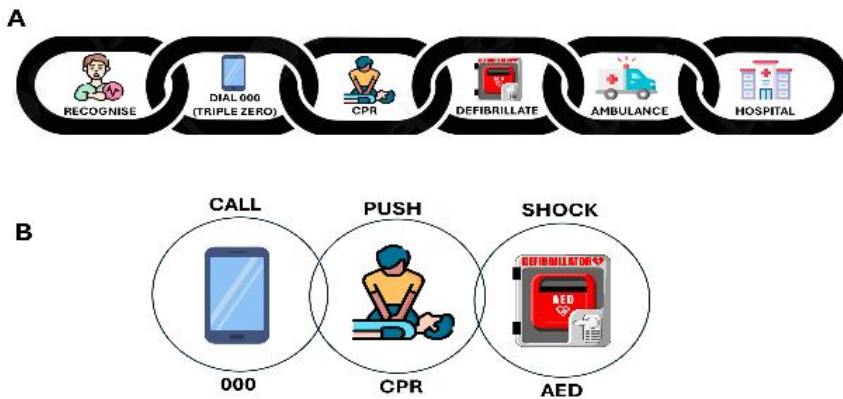 A
RECOGNISE
DIAL 000
(TRIPLE ZERO)
CPR
DEFIBRILLATE
AMBULANCE
HOSPITAL
B
CALL
PUSH
SHOCK
DEFIBRILLATOR
AED
000
CPR
AED